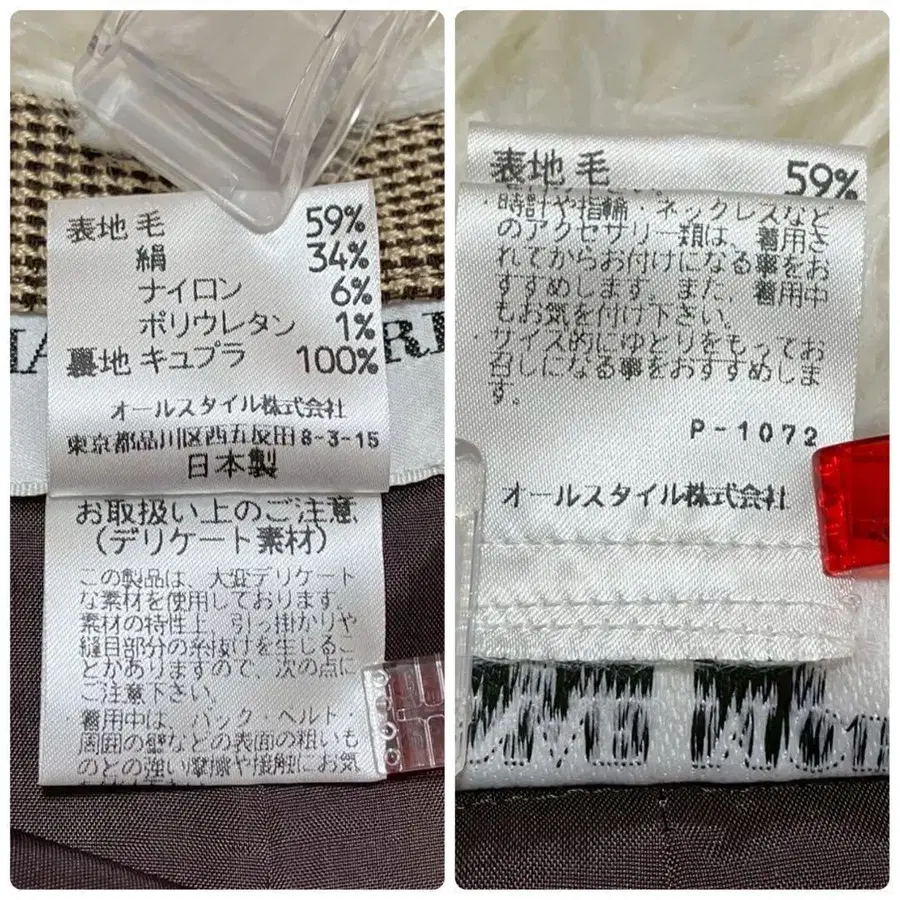 表地 毛 59%
絹 34%
ナイロン 6%
ポリウレタン 1%
裏地 キュプラ 100%
オールスタイル株式会社
東京都品川区西五反田8-3-15
日本製
お取扱い上のご注意
(デリケート素材)
この製品は、大変デリケート
な素材を使用しております。
素材の特性上、引っ掛かりや
縫目部分の糸抜けを生じるこ
とがありますので、次の点に
ご注意下さい。
・着用中は、バック・ベルト・
周囲の壁などの表面の粗いも
のとの強い摩擦や接触にお気
表地 毛 59%
・時計や指輪・ネックレスなど
のアクセサリー類は、着用さ
れてからお付けになる事をお
すすめします。また、着用中
もお気を付け下さい。
・サイズ的にゆとりをもってお
召しになる事をおすすめしま
す。
P-1072
オールスタイル株式会社